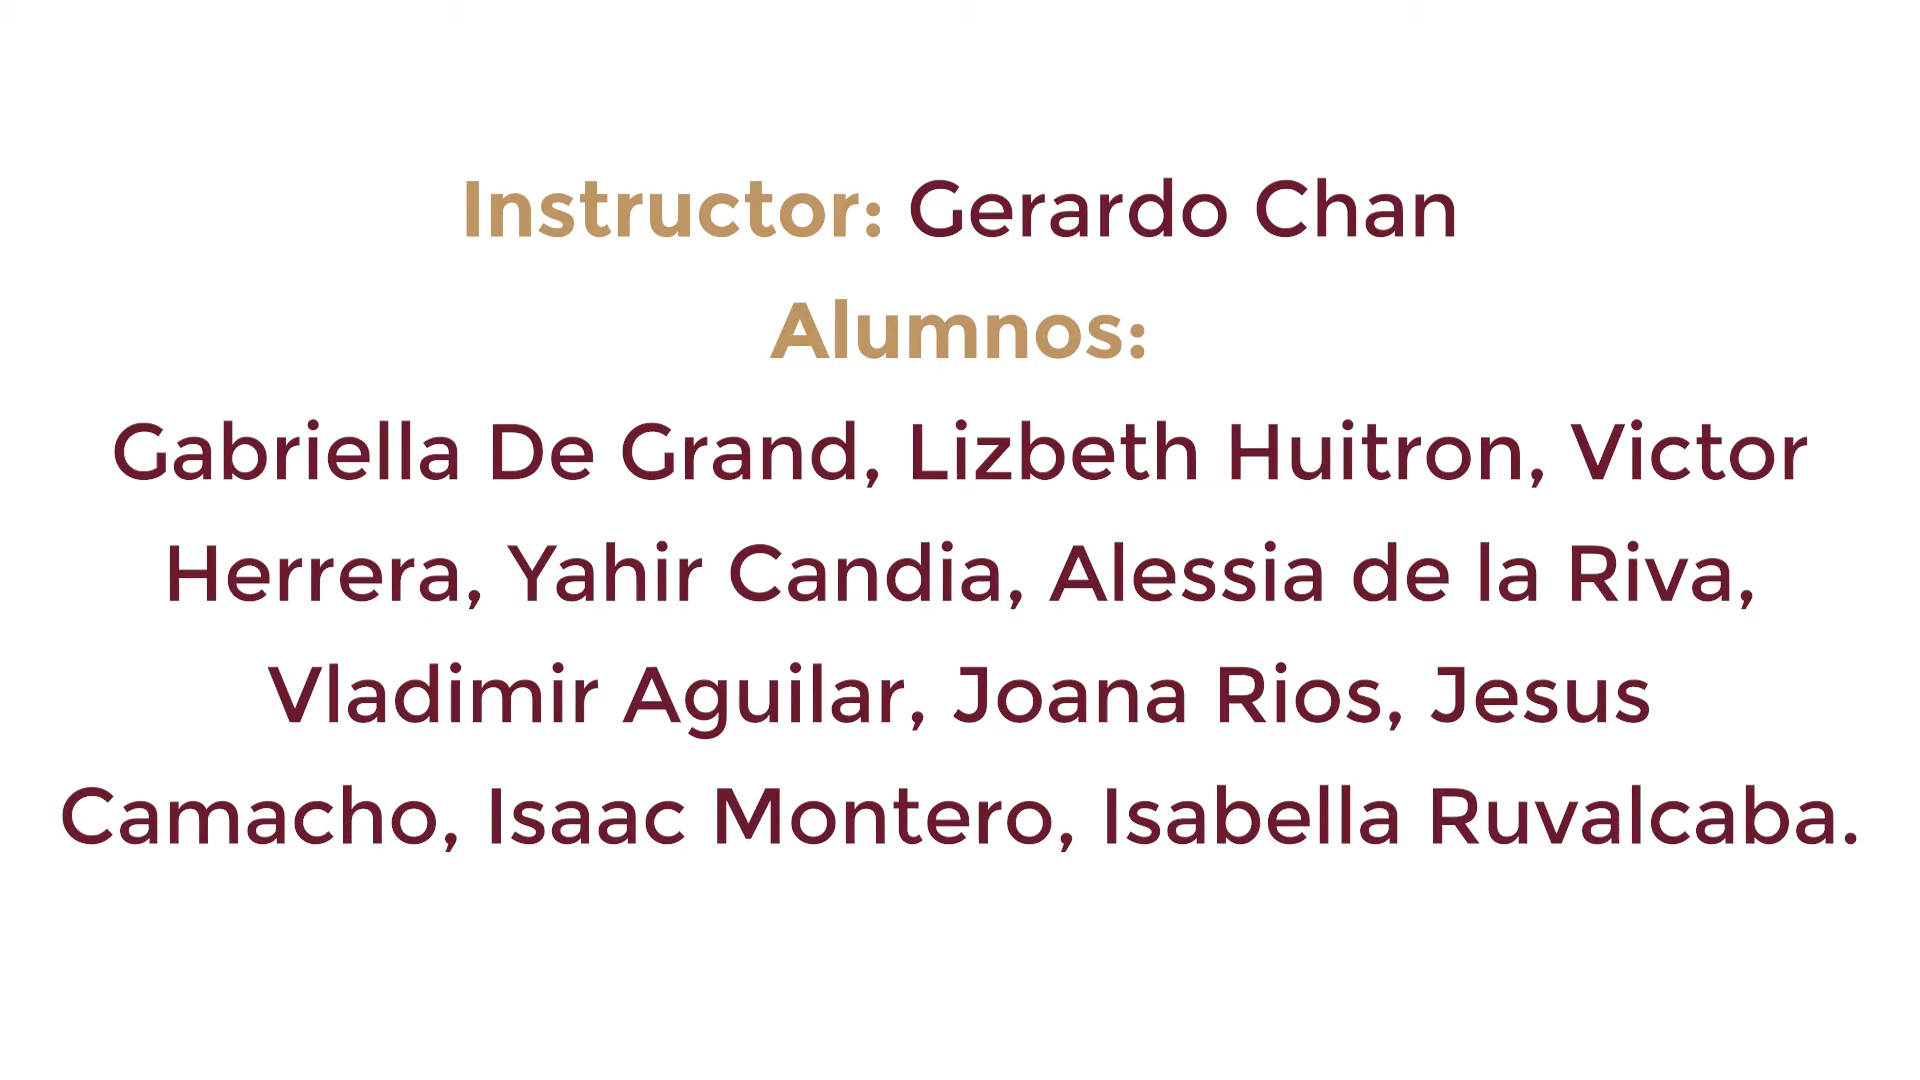 Instructor: Gerardo Chan
Alumnos:
Gabriella De Grand, Lizbeth Huitron, Victor
Herrera, Yahir Candia, Alessia de la Riva,
Vladimir Aguilar, Joana Rios, Jesus
Camacho, Isaac Montero, Isabella Ruvalcaba.